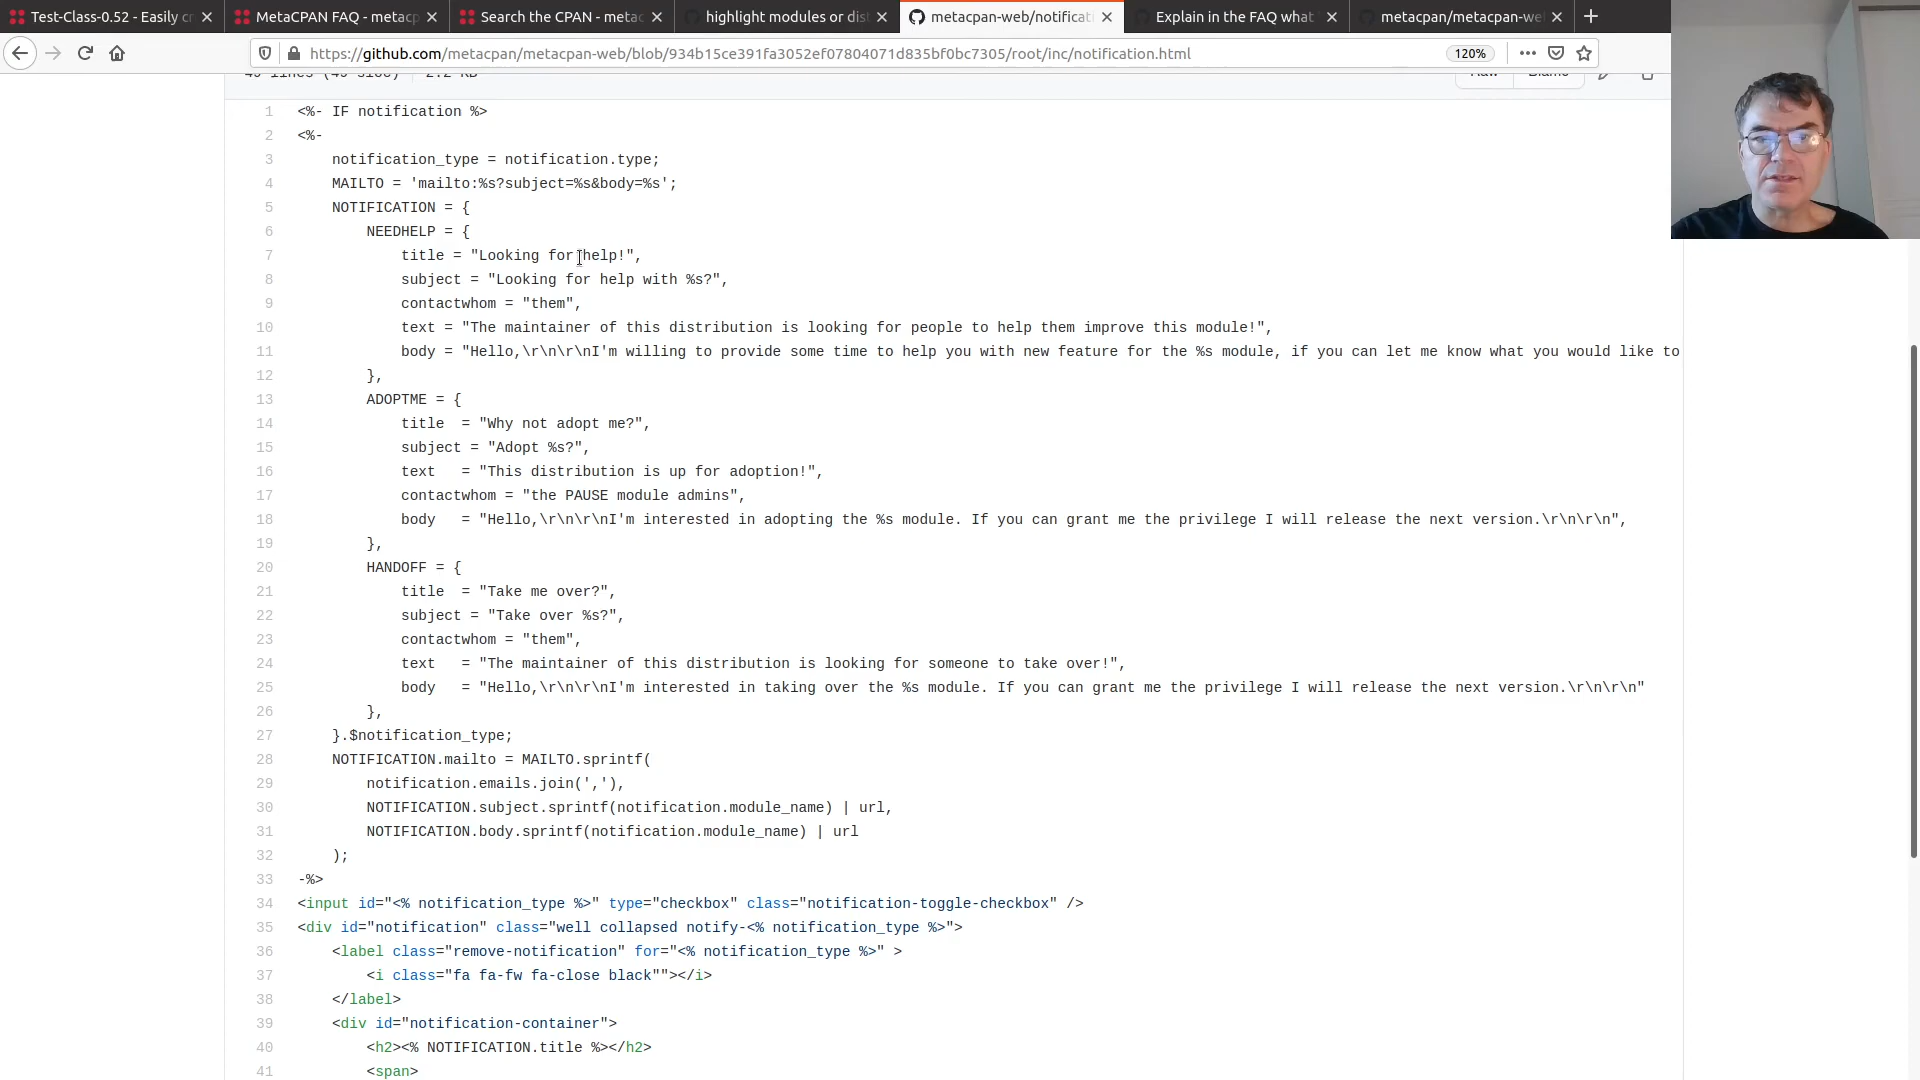 Test-Class-0.52 - Easily cr
MetaCPAN FAQ - metacp
Search the CPAN - metac
highlight modules or dist
metacpan-web/notificati
Explain in the FAQ what
metacpan/metacpan-we
https://github.com/metacpan/metacpan-web/blob/934b15ce391fa3052ef07804071d835bf0bc7305/root/inc/notification.html
120%
Raw
Blame
1 <%- IF notification %>
2 <%-
3 notification_type = notification.type;
4 MAILTO = 'mailto:%s?subject=%s&body=%s';
5 NOTIFICATION = {
6 NEEDHELP = {
7 title = "Looking for help!",
8 subject = "Looking for help with %s?",
9 contactwhom = "them",
10 text = "The maintainer of this distribution is looking for people to help them improve this module!",
11 body = "Hello,\r\n\r\nI'm willing to provide some time to help you with new feature for the %s module, if you can let me know what you would like to
12 },
13 ADOPTME = {
14 title = "Why not adopt me?",
15 subject = "Adopt %s?",
16 text = "This distribution is up for adoption!",
17 contactwhom = "the PAUSE module admins",
18 body = "Hello,\r\n\r\nI'm interested in adopting the %s module. If you can grant me the privilege I will release the next version.\r\n\r\n",
19 },
20 HANDOFF = {
21 title = "Take me over?",
22 subject = "Take over %s?",
23 contactwhom = "them",
24 text = "The maintainer of this distribution is looking for someone to take over!",
25 body = "Hello,\r\n\r\nI'm interested in taking over the %s module. If you can grant me the privilege I will release the next version.\r\n\r\n"
26 },
27 }.$notification_type;
28 NOTIFICATION.mailto = MAILTO.sprintf(
29 notification.emails.join(','),
30 NOTIFICATION.subject.sprintf(notification.module_name) | url,
31 NOTIFICATION.body.sprintf(notification.module_name) | url
32 );
33 -%>
34 <input id="<% notification_type %>" type="checkbox" class="notification-toggle-checkbox" />
35 <div id="notification" class="well collapsed notify-<% notification_type %>">
36 <label class="remove-notification" for="<% notification_type %>" >
37 <i class="fa fa-fw fa-close black""></i>
38 </label>
39 <div id="notification-container">
40 <h2><% NOTIFICATION.title %></h2>
41 <span>